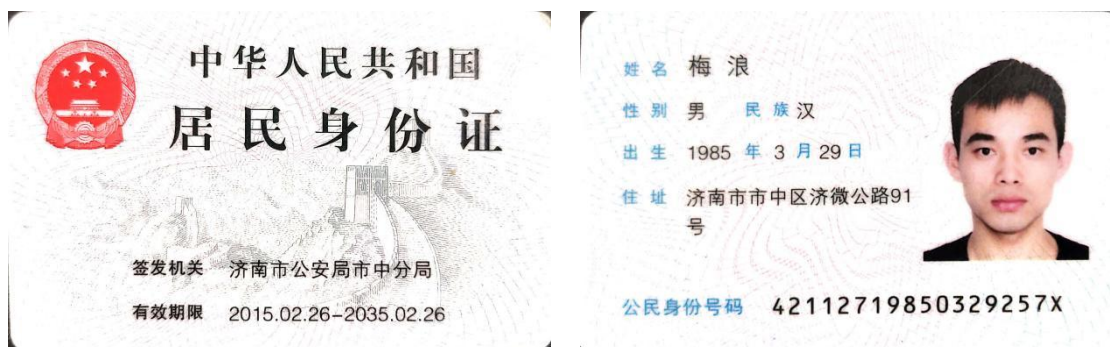 中华人民共和国
居民身份证
签发机关 济南市公安局市中分局
有效期限 2015.02.26-2035.02.26
姓名 梅浪
性别 男 民族 汉
出生 1985 年 3 月 29 日
住址 济南市市中区济微公路91
号
公民身份号码 42112719850329257X